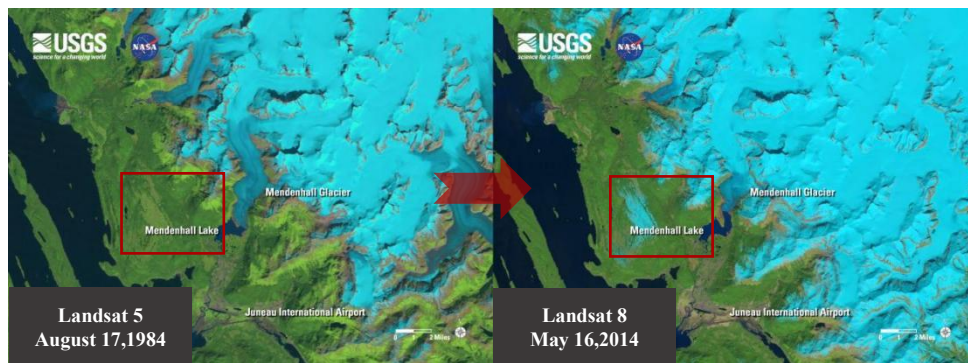 USGS
science for a changing world
NASA
Mendenhall Glacier
Mendenhall Lake
Juneau International Airport
0 1 2 Miles
Landsat 5
August 17,1984
USGS
science for a changing world
NASA
Mendenhall Glacier
Mendenhall Lake
Juneau International Airport
0 1 2 Miles
Landsat 8
May 16,2014